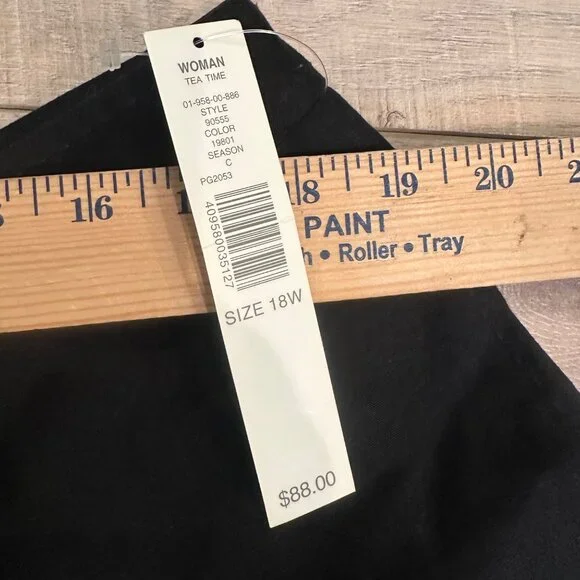 WOMAN
TEA TIME
01-958-00-886
STYLE
90555
COLOR
19801
SEASON
C
PG2053
409580035127
SIZE 18W
$88.00
16 8 19 20
PAINT
• Roller • Tray